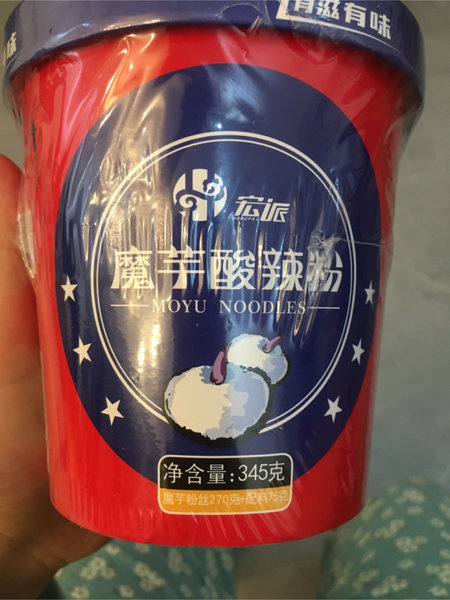 味
有滋有味
宏派
魔芋酸辣粉
MOYU NOODLES
净含量:345克
魔芋粉丝270克+配料75克